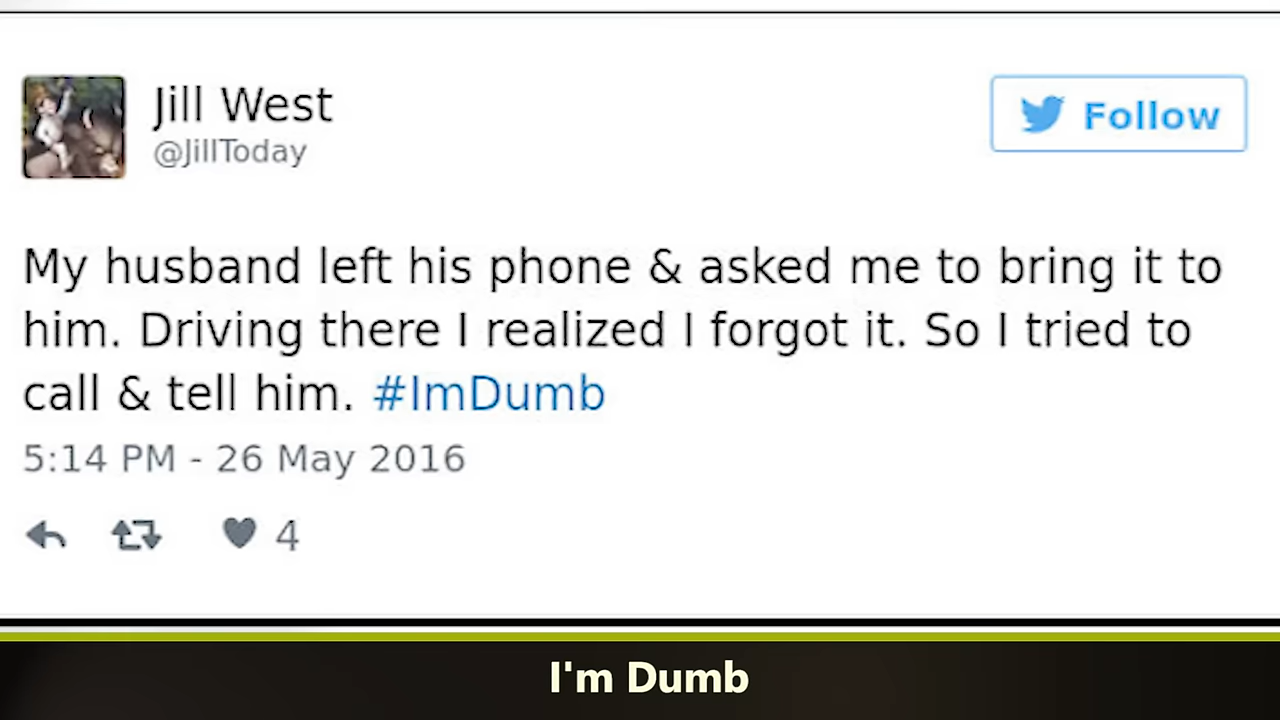 Jill West
@JillToday
Follow
My husband left his phone & asked me to bring it to
him. Driving there I realized I forgot it. So I tried to
call & tell him. #ImDumb
5:14 PM - 26 May 2016
4
I'm Dumb